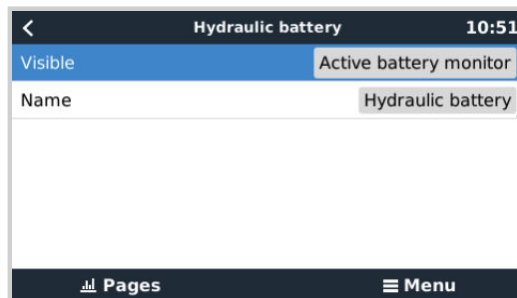 Hydraulic battery 10:51
Visible Active battery monitor
Name Hydraulic battery
Pages Menu